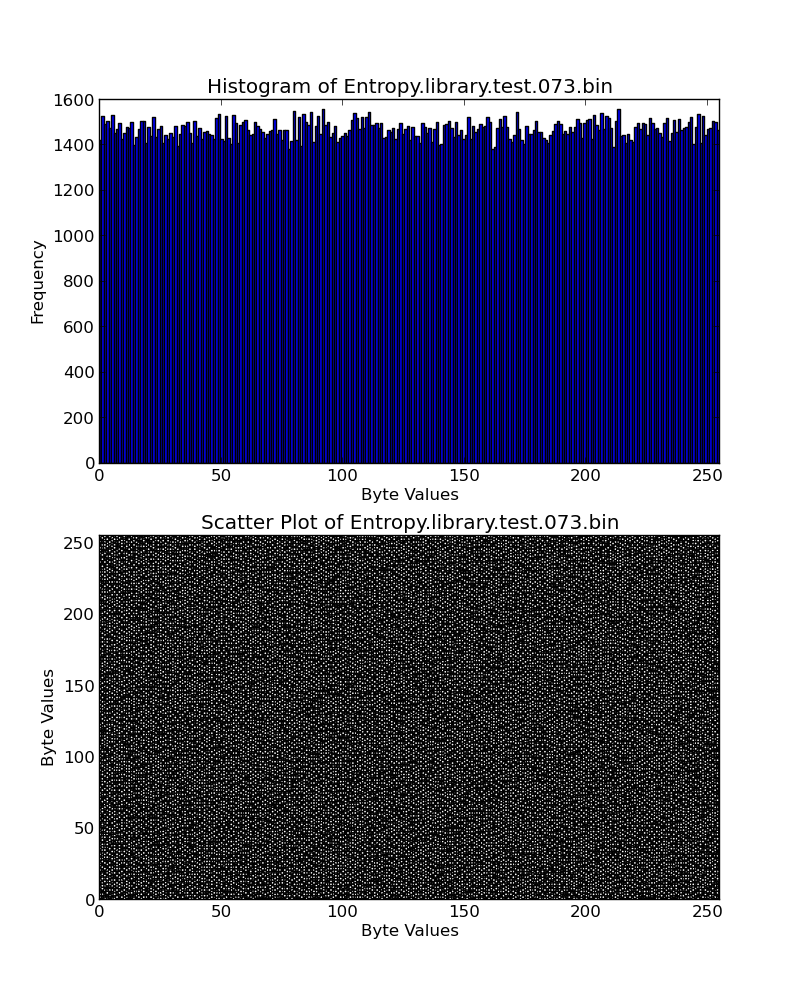 Histogram of Entropy.library.test.073.bin
1600
1400
1200
1000
800
600
400
200
0
Frequency
0 50 100 150 200 250
Byte Values
Scatter Plot of Entropy.library.test.073.bin
250
200
150
100
50
0
Byte Values
0 50 100 150 200 250
Byte Values